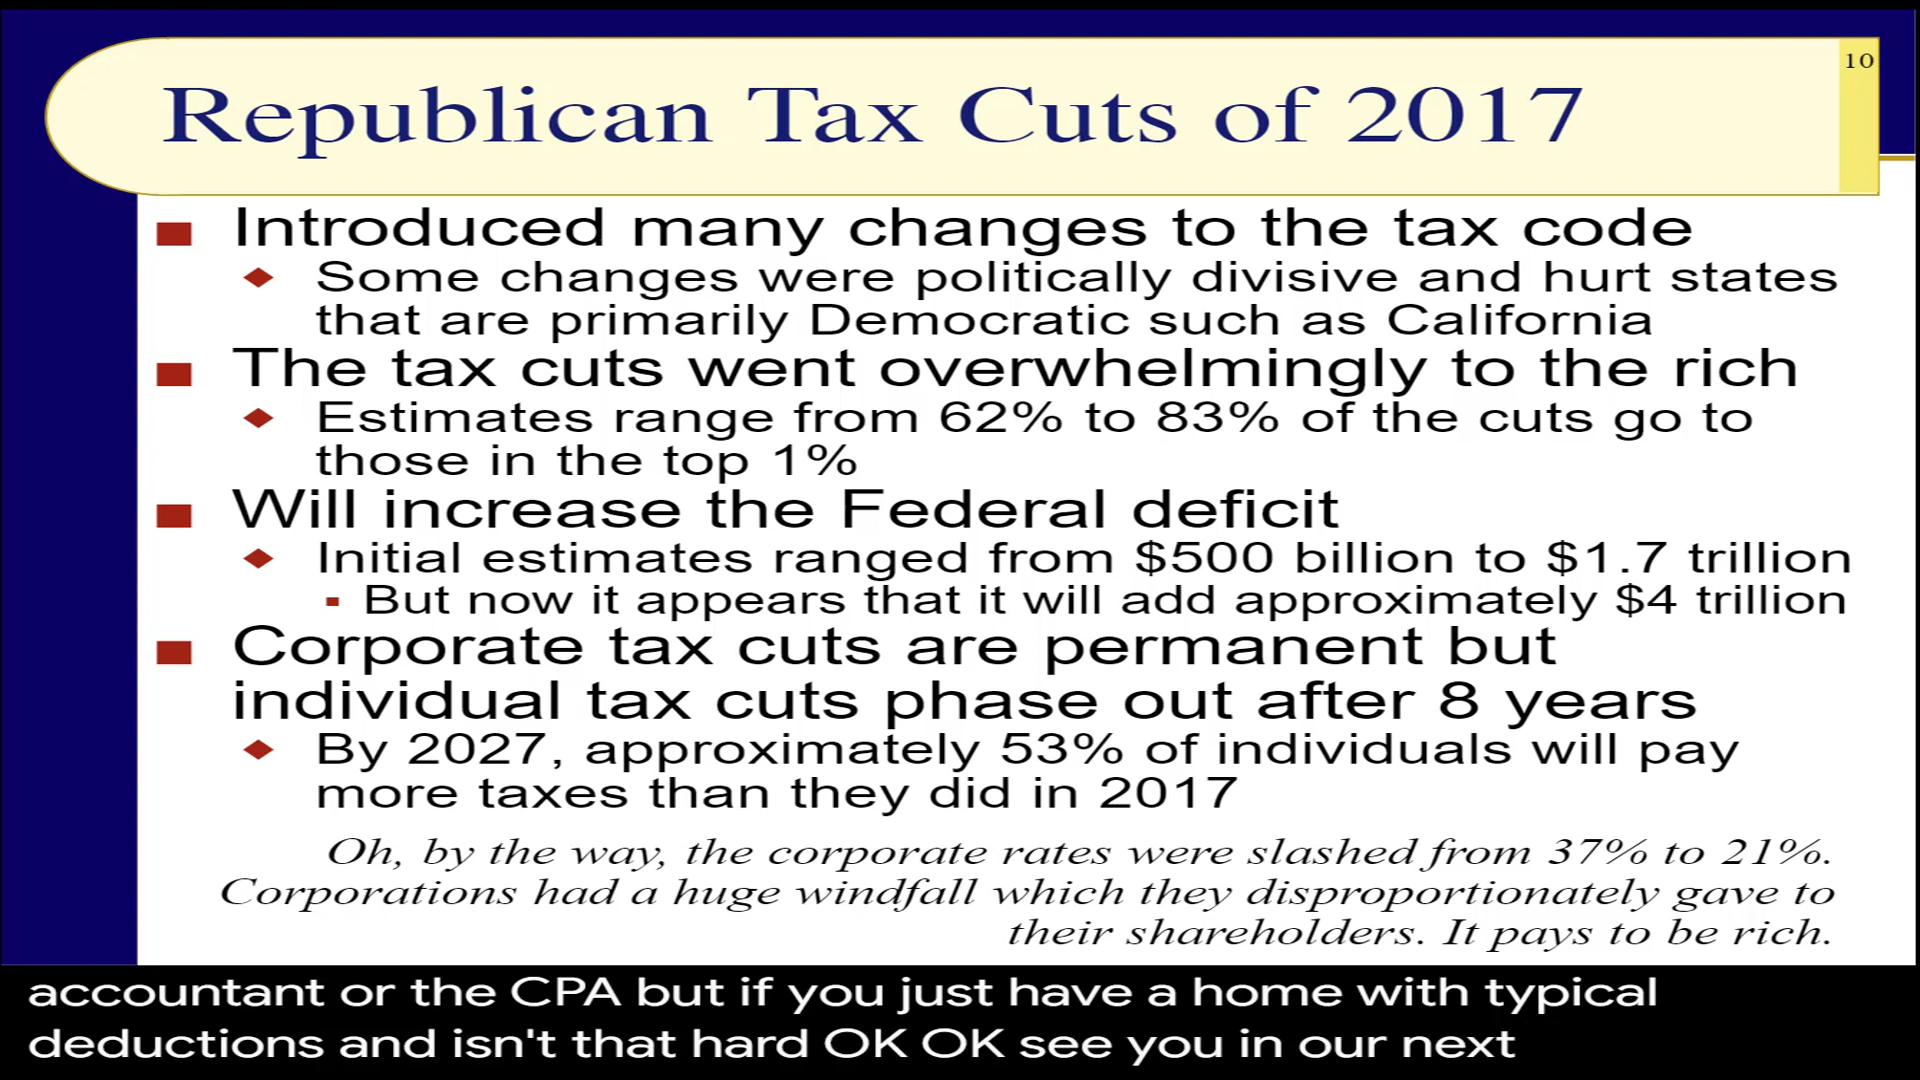 10
Republican Tax Cuts of 2017
Introduced many changes to the tax code
Some changes were politically divisive and hurt states
that are primarily Democratic such as California
The tax cuts went overwhelmingly to the rich
Estimates range from 62% to 83% of the cuts go to
those in the top 1%
Will increase the Federal deficit
Initial estimates ranged from $500 billion to $1.7 trillion
But now it appears that it will add approximately $4 trillion
Corporate tax cuts are permanent but
individual tax cuts phase out after 8 years
By 2027, approximately 53% of individuals will pay
more taxes than they did in 2017
Oh, by the way, the corporate rates were slashed from 37% to 21%.
Corporations had a huge windfall which they disproportionately gave to
their shareholders. It pays to be rich.
accountant or the CPA but if you just have a home with typical
deductions and isn't that hard OK OK see you in our next